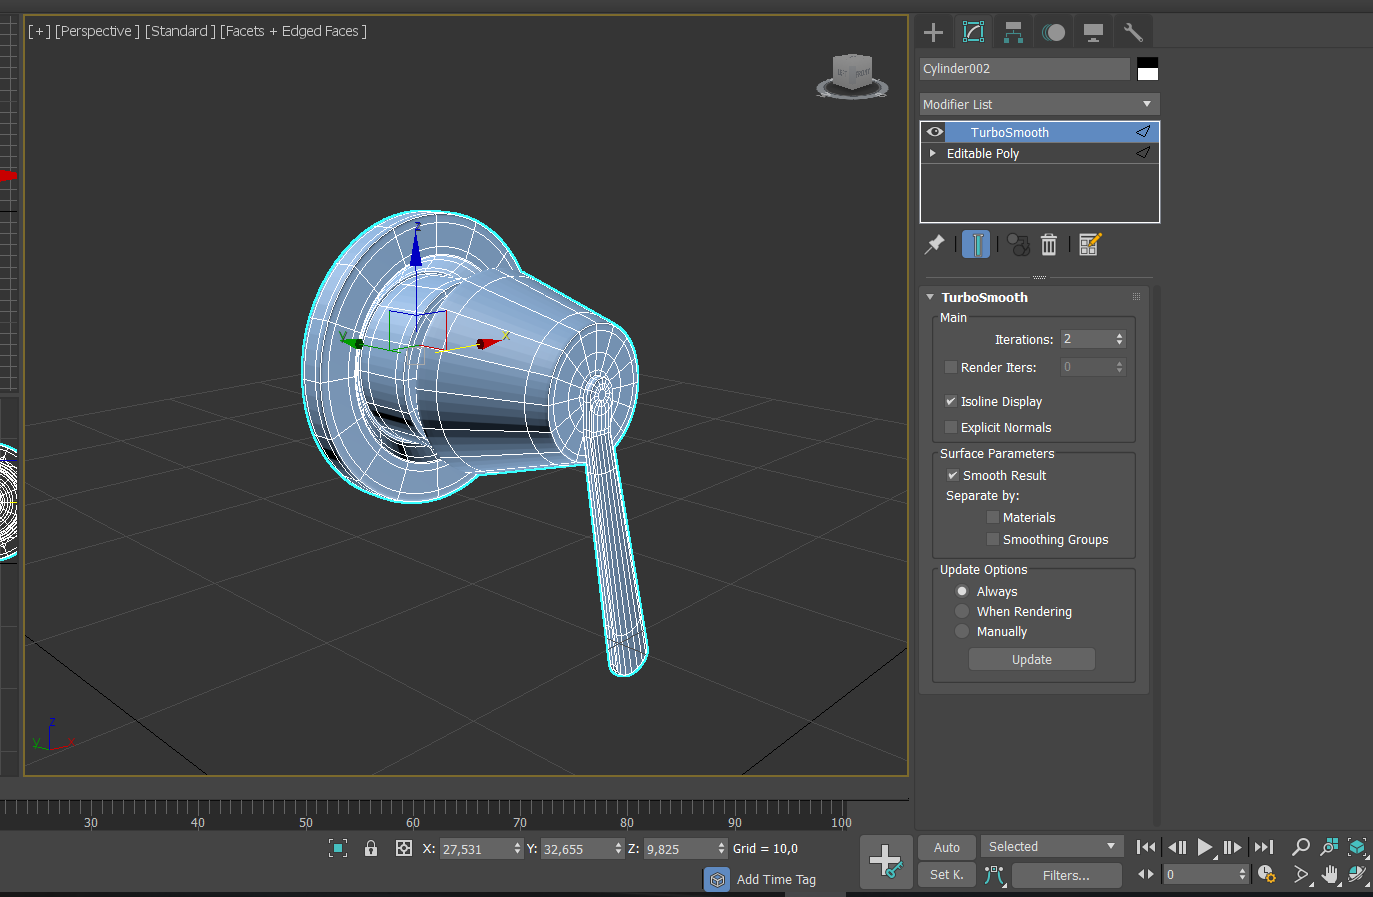 [+] [Perspective ] [Standard ] [Facets + Edged Faces ]
Cylinder002
Modifier List
TurboSmooth
Editable Poly
TurboSmooth
Main
Iterations: 2
Render Iters: 0
Isoline Display
Explicit Normals
Surface Parameters
Smooth Result
Separate by:
Materials
Smoothing Groups
Update Options
Always
When Rendering
Manually
Update
z
y
x
z
y
x
30 40 50 60 70 80 90 100
X: 27,531 Y: 32,655 Z: 9,825 Grid = 10,0
Add Time Tag
Auto Selected
Set K. Filters... 0